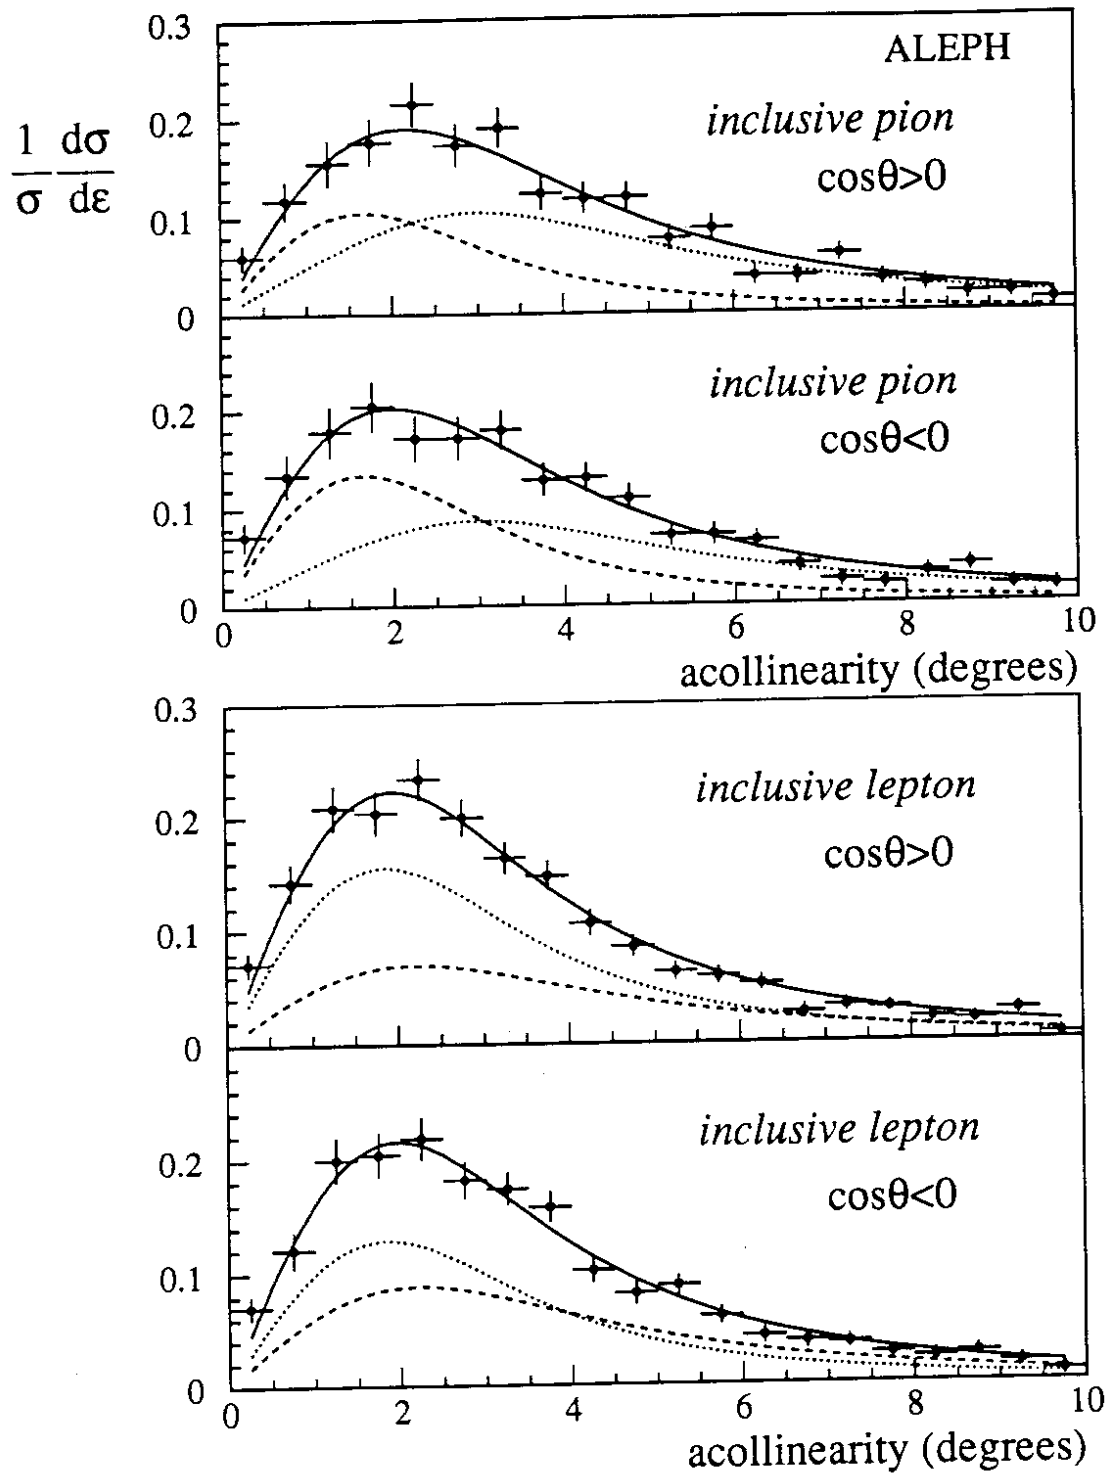 0.3
ALEPH
inclusive pion
cosθ>0
1 dσ
σ dε
0.2
0.1
0
inclusive pion
cosθ<0
0.2
0.1
0
0 2 4 6 8 10
acollinearity (degrees)
0.3
inclusive lepton
cosθ>0
0.2
0.1
0
inclusive lepton
cosθ<0
0.2
0.1
0
0 2 4 6 8 10
acollinearity (degrees)